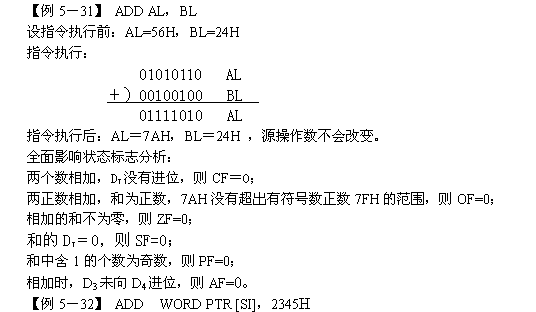 【例 5－31】 ADD AL，BL
设指令执行前：AL=56H，BL=24H
指令执行：
01010110 AL
＋）00100100 BL
01111010 AL
指令执行后：AL＝7AH，BL＝24H ，源操作数不会改变。
全面影响状态标志分析：
两个数相加，D₇没有进位，则 CF＝0；
两正数相加，和为正数，7AH 没有超出有符号数正数 7FH 的范围，则 OF=0；
相加的和不为零，则 ZF=0；
和的 D₇＝0，则 SF=0；
和中含 1 的个数为奇数，则 PF=0；
相加时，D₃未向 D₄进位，则 AF=0。
【例 5－32】 ADD WORD PTR [SI]，2345H